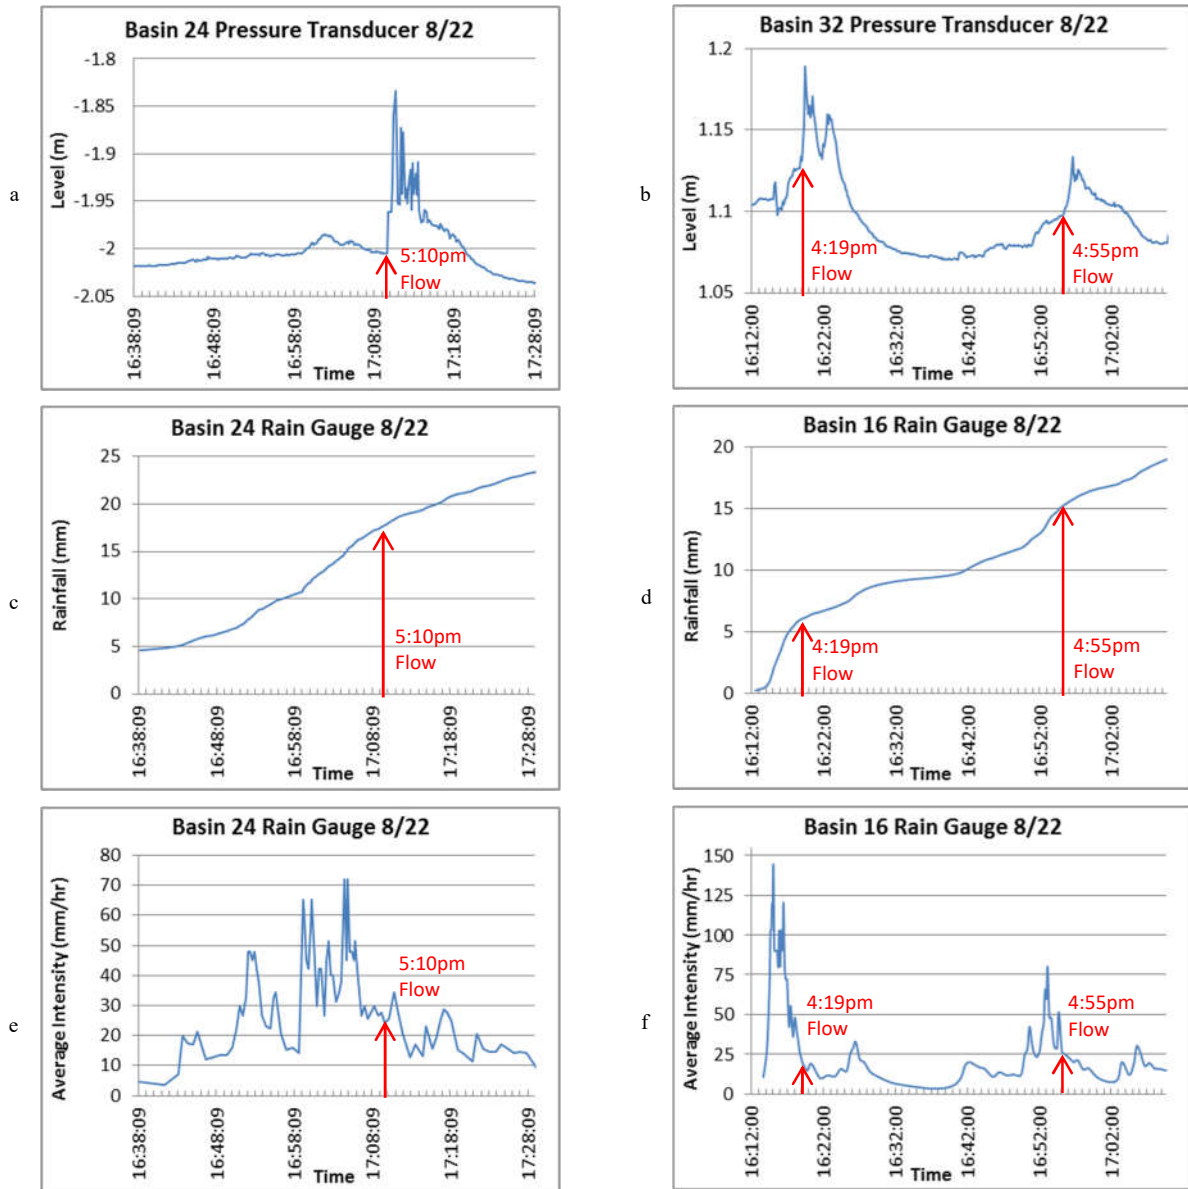 Basin 24 Pressure Transducer 8/22
-1.8
-1.85
-1.9
-1.95
-2
-2.05
Level (m)
5:10pm
Flow
16:38:09
16:48:09
16:58:09
17:08:09
17:18:09
17:28:09
Time
a
Basin 32 Pressure Transducer 8/22
1.2
1.15
1.1
1.05
Level (m)
4:19pm
Flow
4:55pm
Flow
16:12:00
16:22:00
16:32:00
16:42:00
16:52:00
17:02:00
Time
b
Basin 24 Rain Gauge 8/22
25
20
15
10
5
0
Rainfall (mm)
5:10pm
Flow
16:38:09
16:48:09
16:58:09
17:08:09
17:18:09
17:28:09
Time
c
Basin 16 Rain Gauge 8/22
20
15
10
5
0
Rainfall (mm)
4:19pm
Flow
4:55pm
Flow
16:12:00
16:22:00
16:32:00
16:42:00
16:52:00
17:02:00
Time
d
Basin 24 Rain Gauge 8/22
80
70
60
50
40
30
20
10
0
Average Intensity (mm/hr)
5:10pm
Flow
16:38:09
16:48:09
16:58:09
17:08:09
17:18:09
17:28:09
Time
e
Basin 16 Rain Gauge 8/22
150
125
100
75
50
25
0
Average Intensity (mm/hr)
4:19pm
Flow
4:55pm
Flow
16:12:00
16:22:00
16:32:00
16:42:00
16:52:00
17:02:00
Time
f